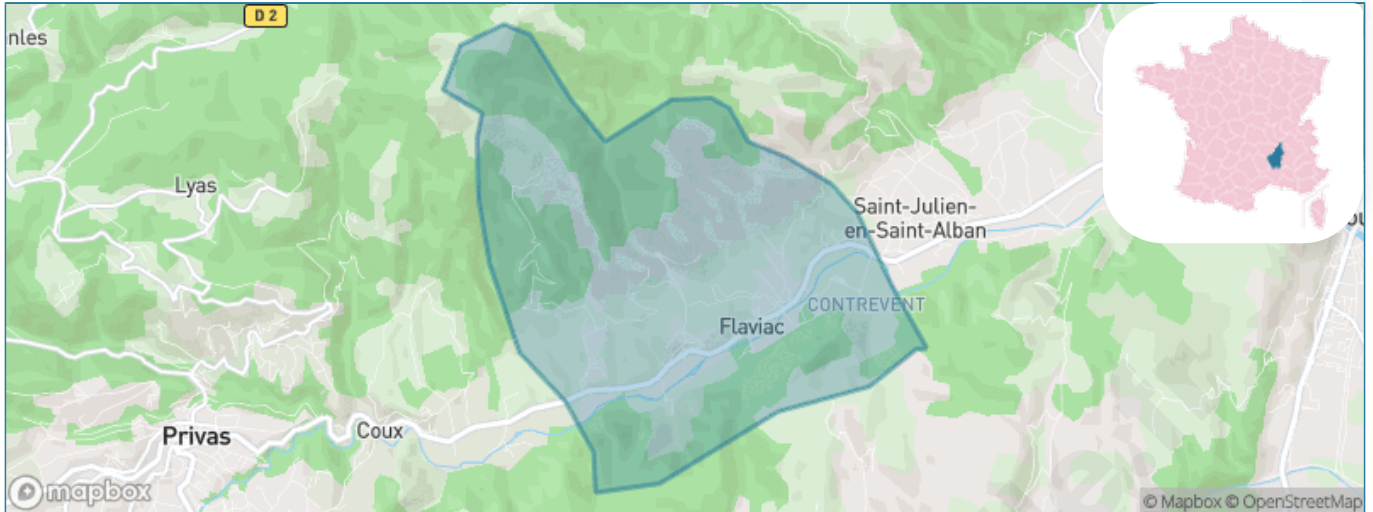 D 2
nles
Lyas
Saint-Julien-
en-Saint-Alban
CONTREVENT
Flaviac
Privas
Coux
mapbox
© Mapbox © OpenStreetMap